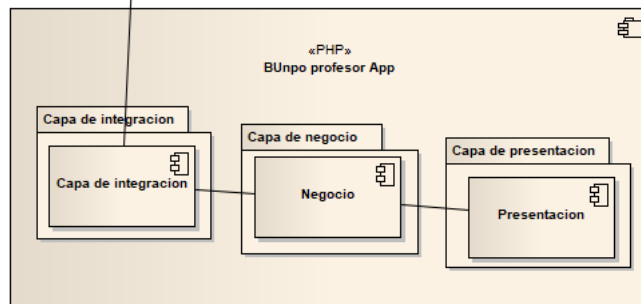 «PHP»
BUnpo profesor App
Capa de integracion
Capa de integracion
Capa de negocio
Negocio
Capa de presentacion
Presentacion